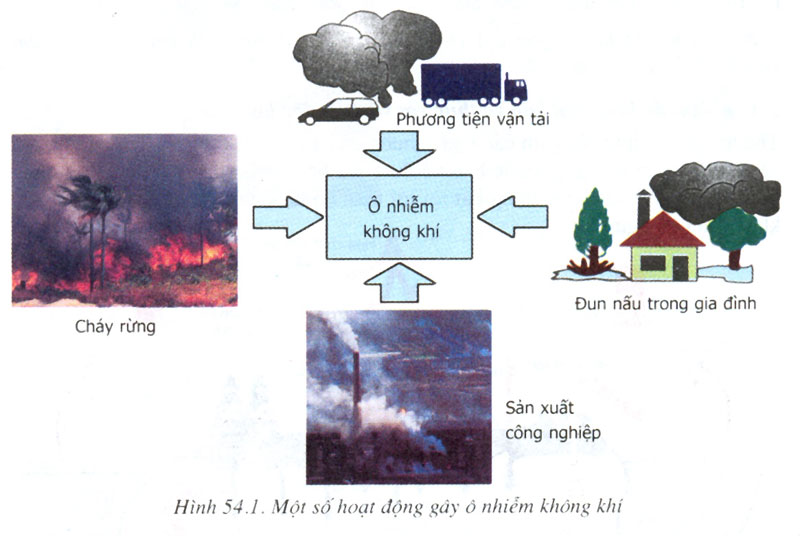 Phương tiện vận tải
Ô nhiễm
không khí
Cháy rừng
Đun nấu trong gia đình
Sản xuất
công nghiệp
Hình 54.1. Một số hoạt động gây ô nhiễm không khí